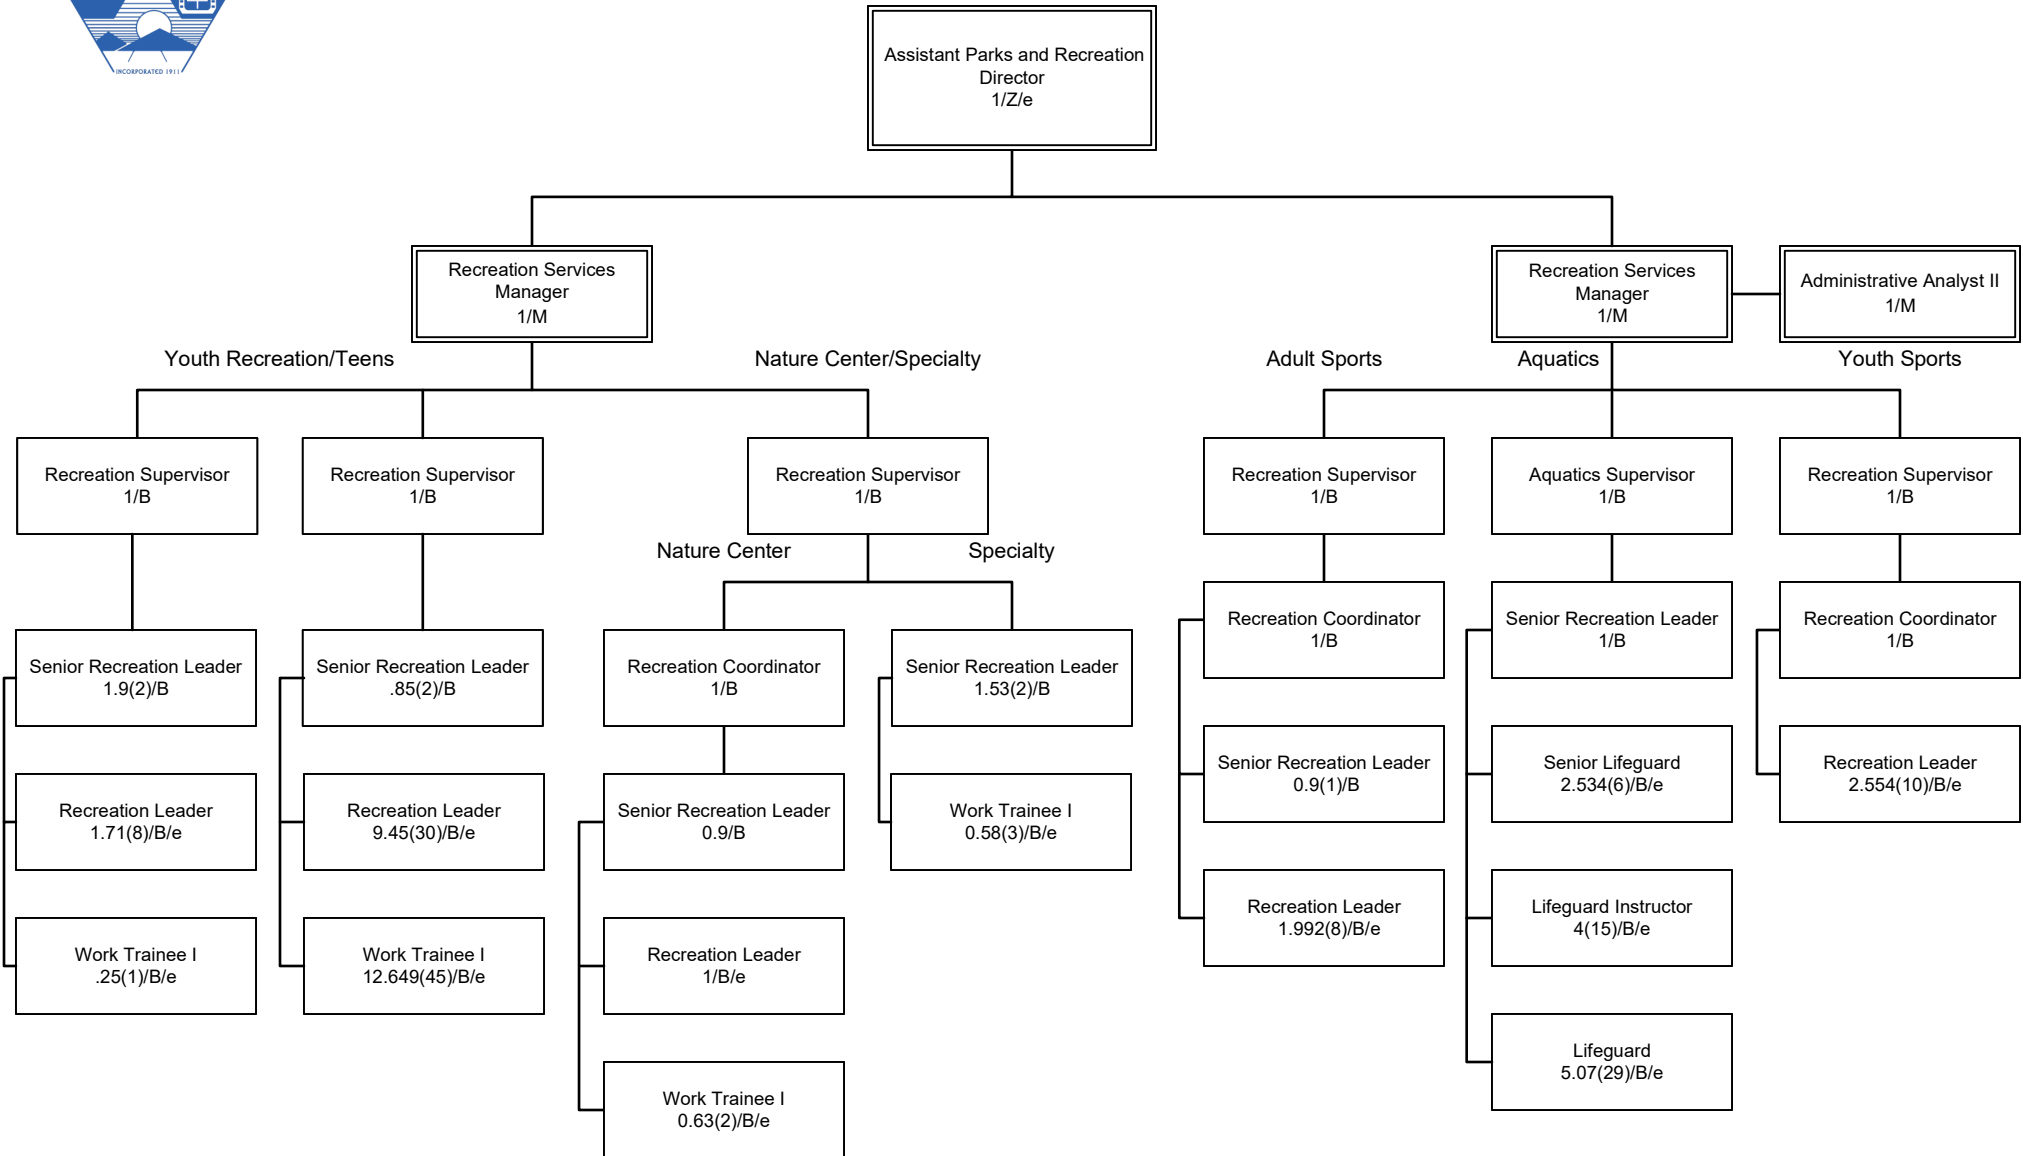 INCORPORATED 1911
Assistant Parks and Recreation
Director
1/Z/e
Recreation Services
Manager
1/M
Recreation Services
Manager
1/M
Administrative Analyst II
1/M
Youth Recreation/Teens
Nature Center/Specialty
Adult Sports
Aquatics
Youth Sports
Recreation Supervisor
1/B
Recreation Supervisor
1/B
Recreation Supervisor
1/B
Recreation Supervisor
1/B
Aquatics Supervisor
1/B
Recreation Supervisor
1/B
Nature Center
Specialty
Senior Recreation Leader
1.9(2)/B
Recreation Leader
1.71(8)/B/e
Work Trainee I
.25(1)/B/e
Senior Recreation Leader
.85(2)/B
Recreation Leader
9.45(30)/B/e
Work Trainee I
12.649(45)/B/e
Recreation Coordinator
1/B
Senior Recreation Leader
0.9/B
Recreation Leader
1/B/e
Work Trainee I
0.63(2)/B/e
Senior Recreation Leader
1.53(2)/B
Work Trainee I
0.58(3)/B/e
Recreation Coordinator
1/B
Senior Recreation Leader
0.9(1)/B
Recreation Leader
1.992(8)/B/e
Senior Recreation Leader
1/B
Senior Lifeguard
2.534(6)/B/e
Lifeguard Instructor
4(15)/B/e
Lifeguard
5.07(29)/B/e
Recreation Coordinator
1/B
Recreation Leader
2.554(10)/B/e